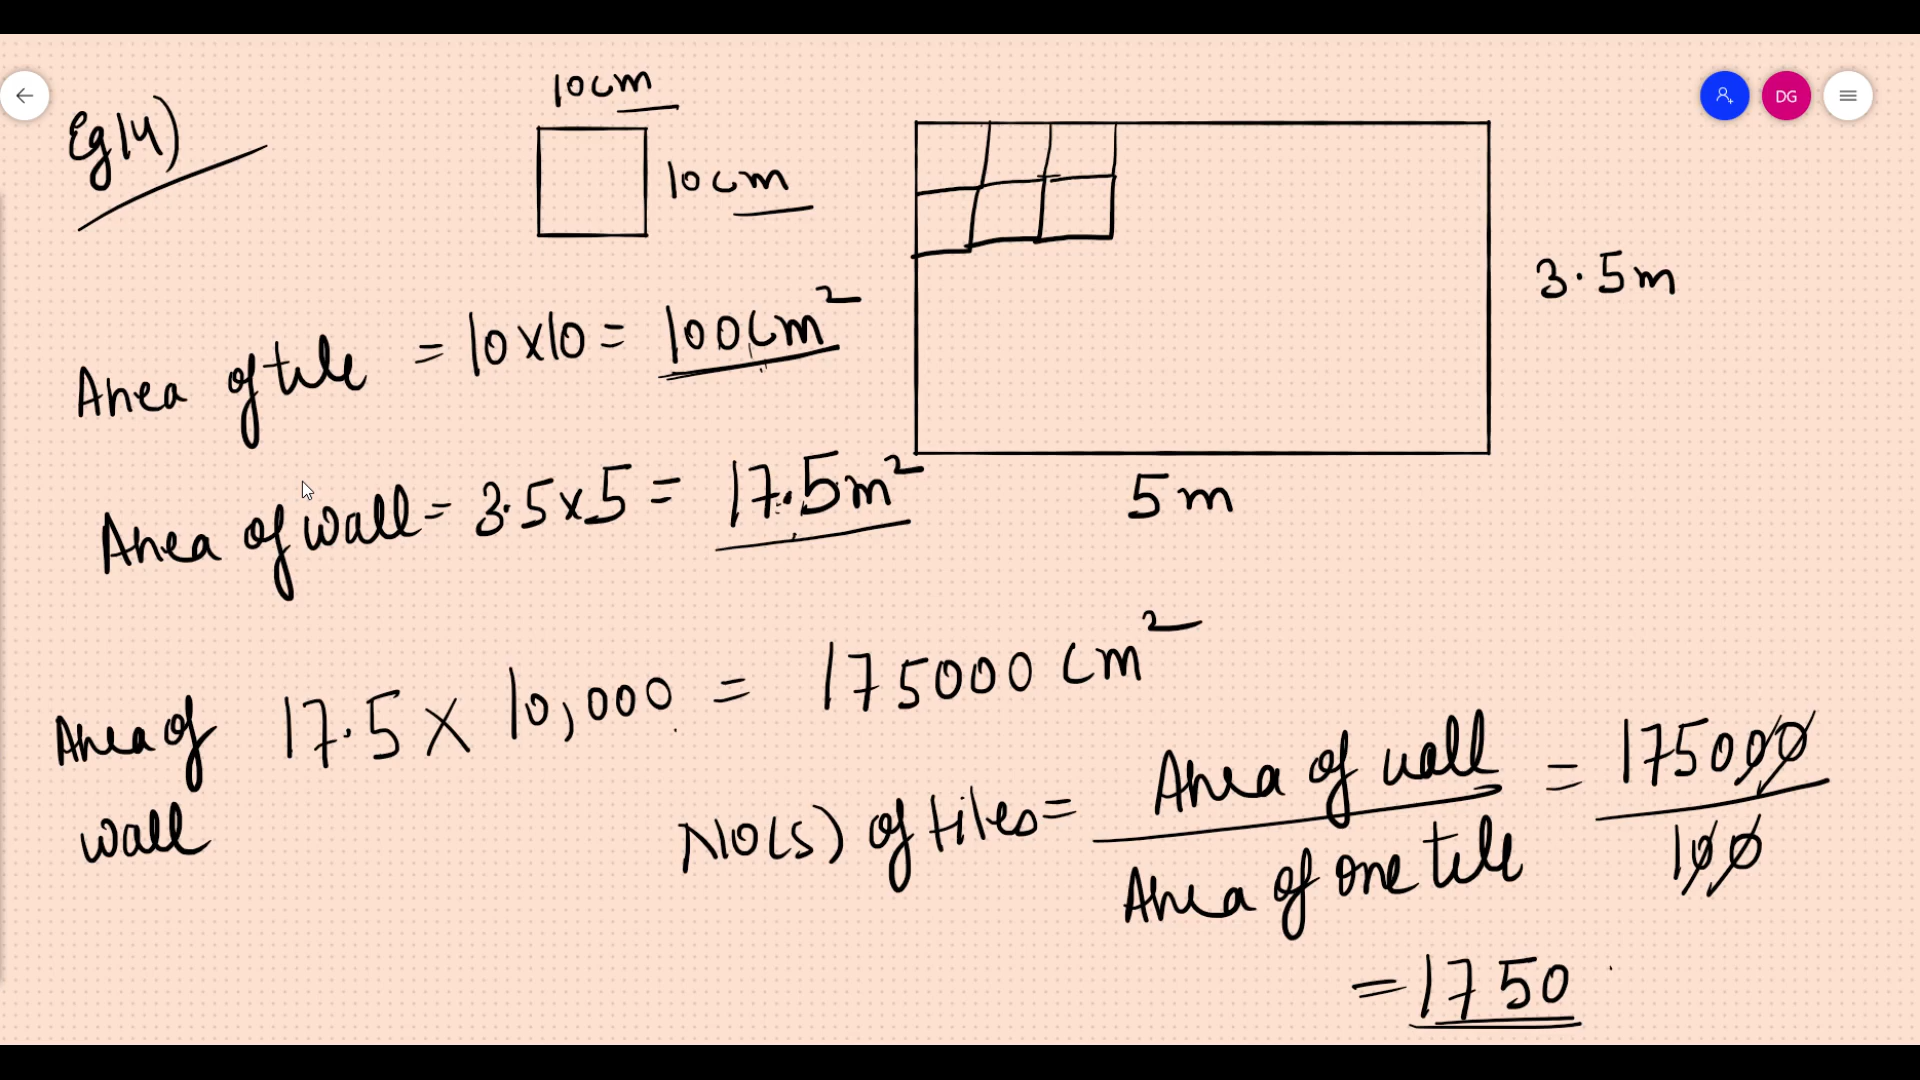 Eg 14)
10cm
10cm
3.5m
5m
Area of tile = 10x10 = 100cm²
Area of wall = 3.5x5 = 17.5m²
Area of wall 17.5 x 10,000 = 175000 cm²
NO(s) of tiles = Area of wall / Area of one tile = 175000 / 100
= 1750
DG